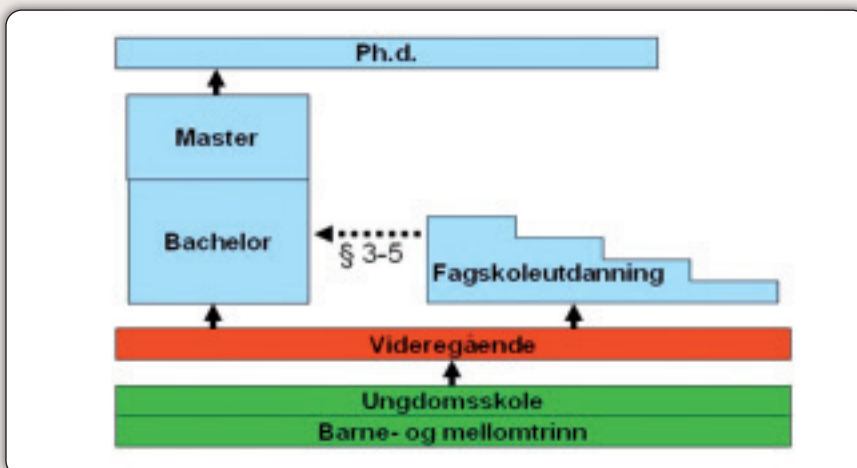 Ph.d.
Master
Bachelor
§ 3-5
Fagskoleutdanning
Videregående
Ungdomsskole
Barne- og mellomtrinn